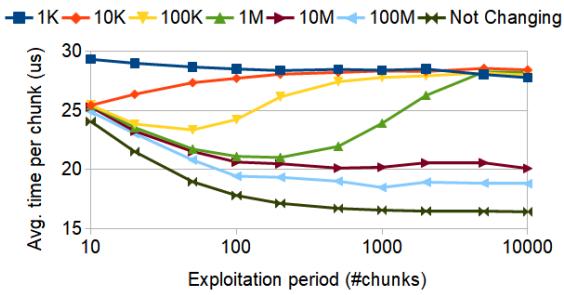 1K 10K 100K 1M 10M 100M Not Changing
30
25
20
15
Avg. time per chunk (us)
10 100 1000 10000
Exploitation period (#chunks)